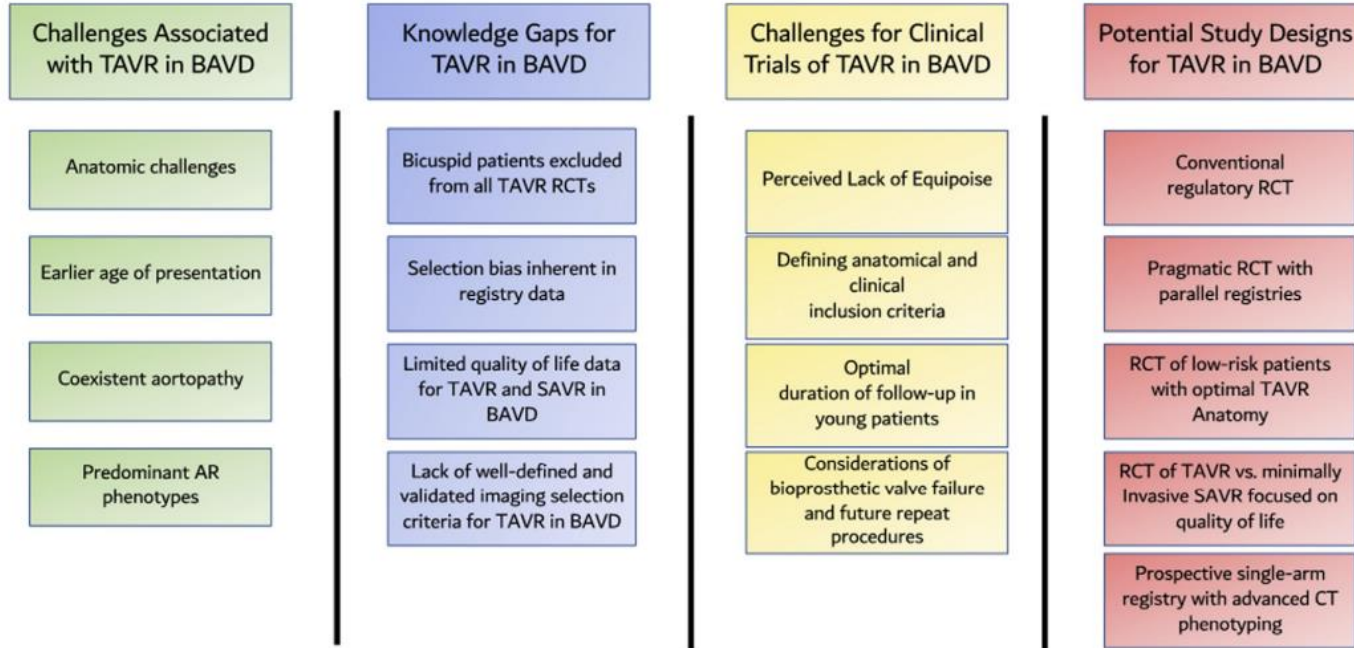 Challenges Associated
with TAVR in BAVD
Anatomic challenges
Earlier age of presentation
Coexistent aortopathy
Predominant AR
phenotypes
Knowledge Gaps for
TAVR in BAVD
Bicuspid patients excluded
from all TAVR RCTs
Selection bias inherent in
registry data
Limited quality of life data
for TAVR and SAVR in
BAVD
Lack of well-defined and
validated imaging selection
criteria for TAVR in BAVD
Challenges for Clinical
Trials of TAVR in BAVD
Perceived Lack of Equipoise
Defining anatomical and
clinical
inclusion criteria
Optimal
duration of follow-up in
young patients
Considerations of
bioprosthetic valve failure
and future repeat
procedures
Potential Study Designs
for TAVR in BAVD
Conventional
regulatory RCT
Pragmatic RCT with
parallel registries
RCT of low-risk patients
with optimal TAVR
Anatomy
RCT of TAVR vs. minimally
Invasive SAVR focused on
quality of life
Prospective single-arm
registry with advanced CT
phenotyping